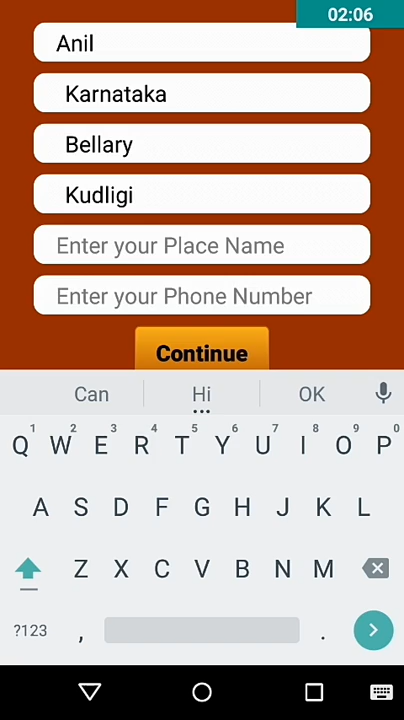 02:06
Anil
Karnataka
Bellary
Kudligi
Enter your Place Name
Enter your Phone Number
Continue
Can Hi OK
1 2 3 4 5 6 7 8 9 0
Q W E R T Y U I O P
A S D F G H J K L
Z X C V B N M
?123 , .